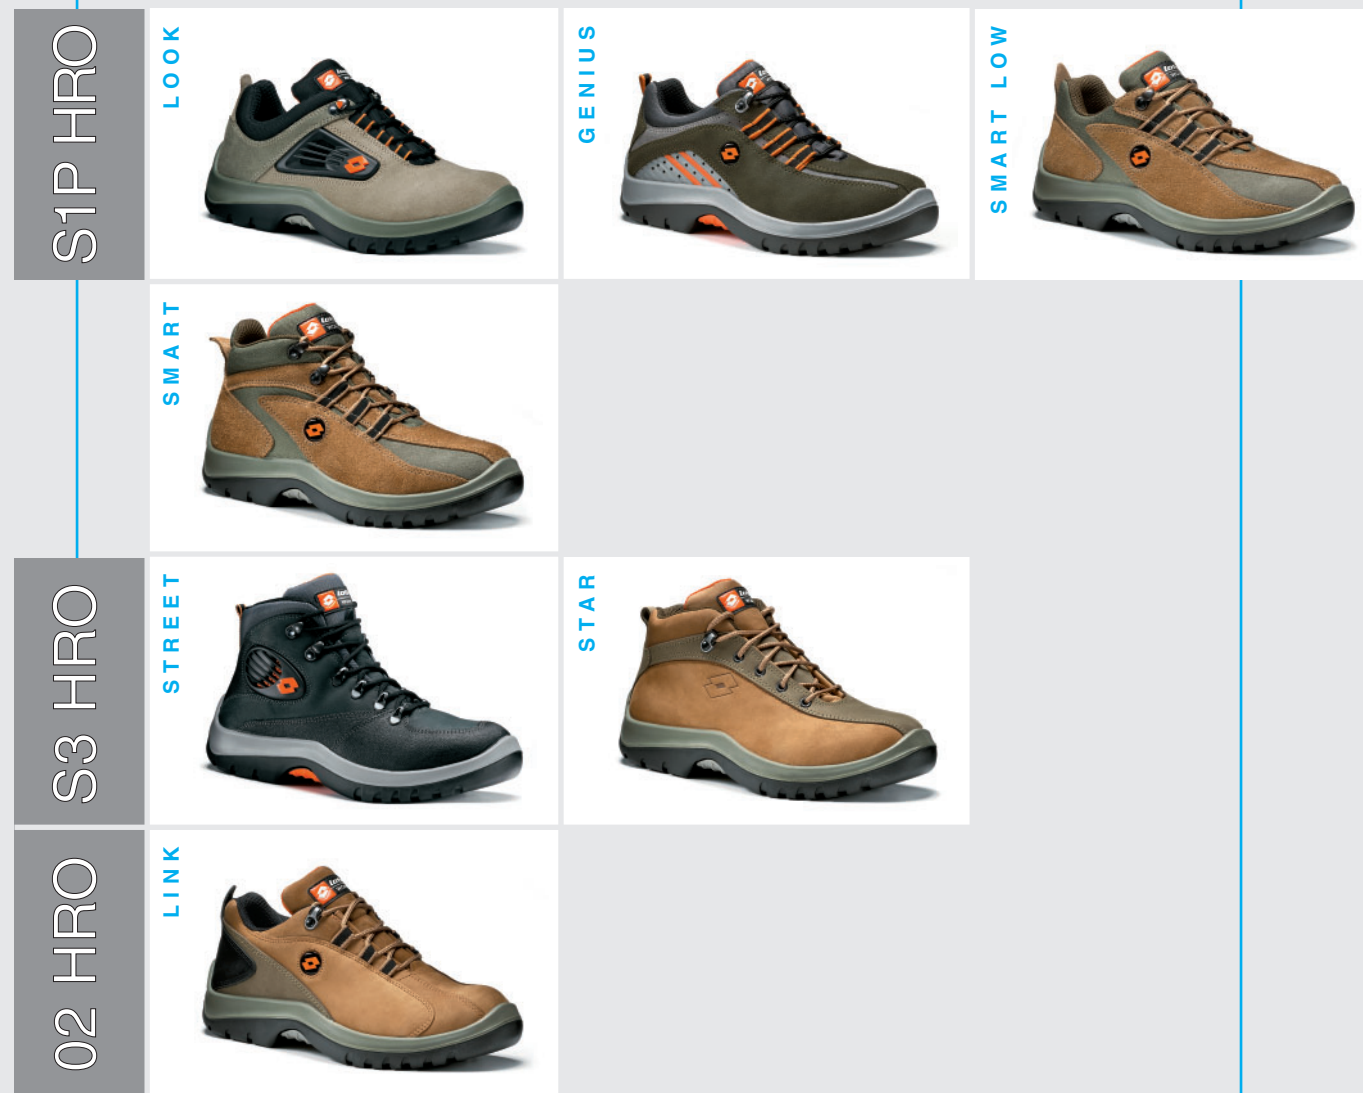 S1P HRO
LOOK
GENIUS
SMART LOW
SMART
S3 HRO
STREET
STAR
02 HRO
LINK